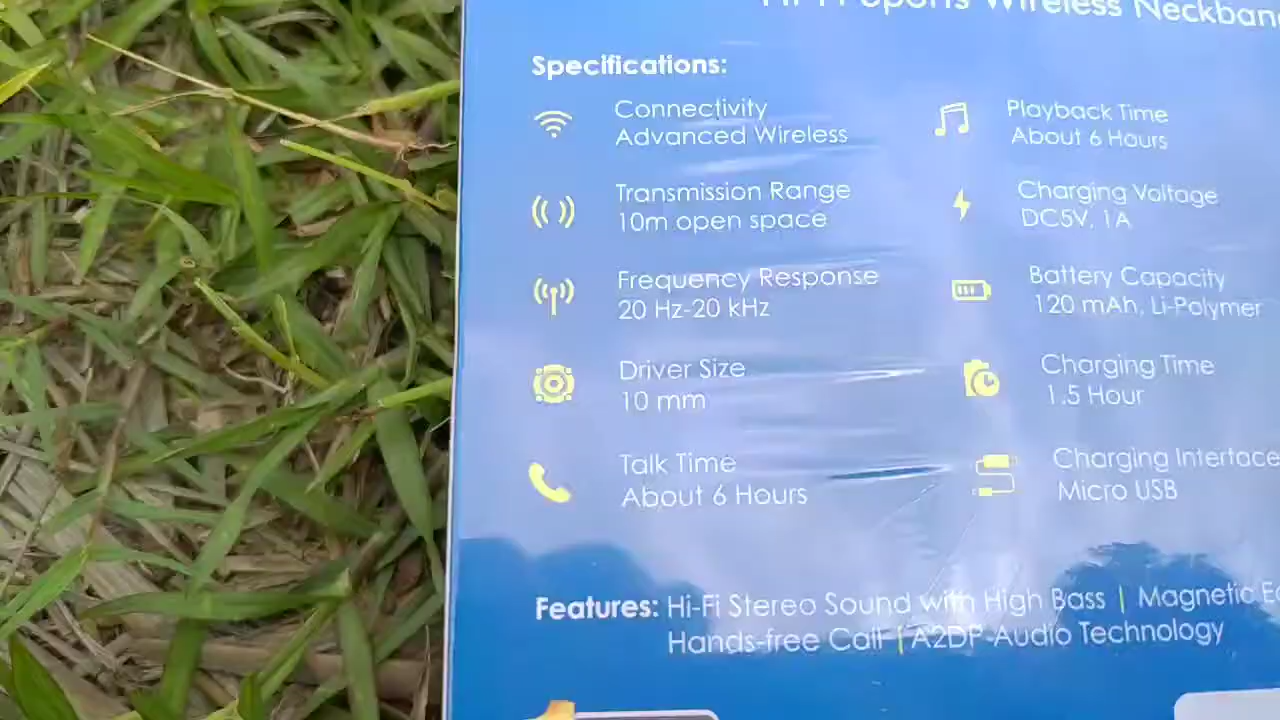 Sports Wireless
Specifications:
Connectivity
Advanced Wireless
Transmission Range
10m open space
Frequency Response
20 Hz-20 kHz
Driver Size
10 mm
Talk Time
About 6 Hours
Playback Time
About 6 Hours
Charging Voltage
DC5V, 1A
Battery Capacity
120 mAh, Li-Polymer
Charging Time
1.5 Hour
Charging Interface
Micro USB
Features: Hi-Fi Stereo Sound with High Bass | Magnetic
Hands-free Call | A2DP Audio Technology